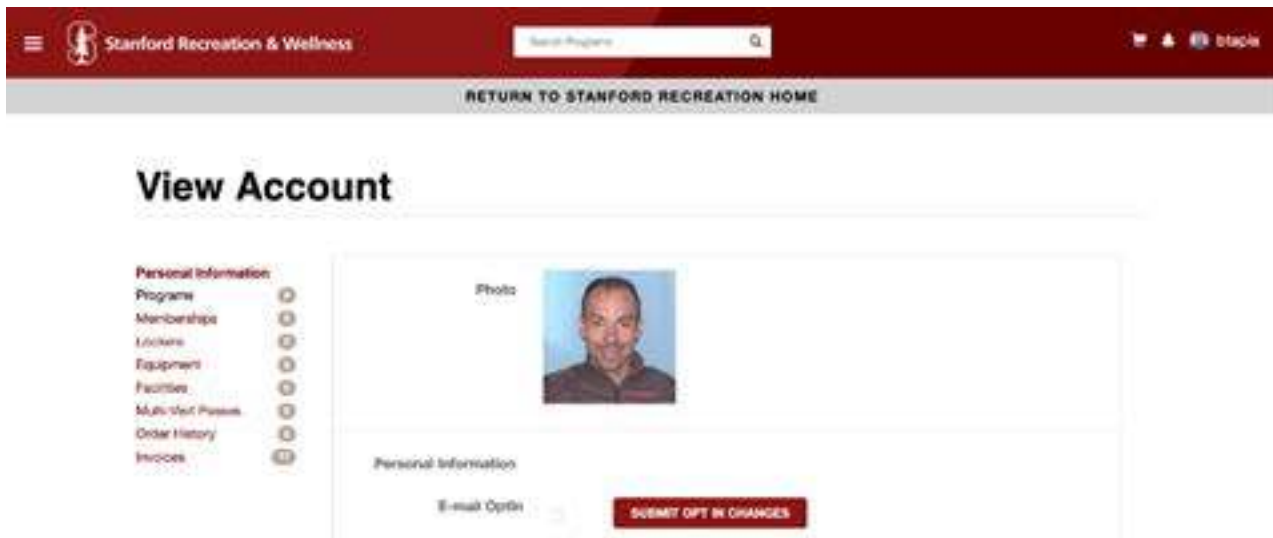 Stanford Recreation & Wellness
Search Programs
btapia
RETURN TO STANFORD RECREATION HOME
View Account
Personal Information
Programs
Memberships
Lockers
Equipment
Facilities
Multi-Visit Passes
Order History
Invoices
Photo
Personal Information
E-mail Optin
SUBMIT OPT IN CHANGES